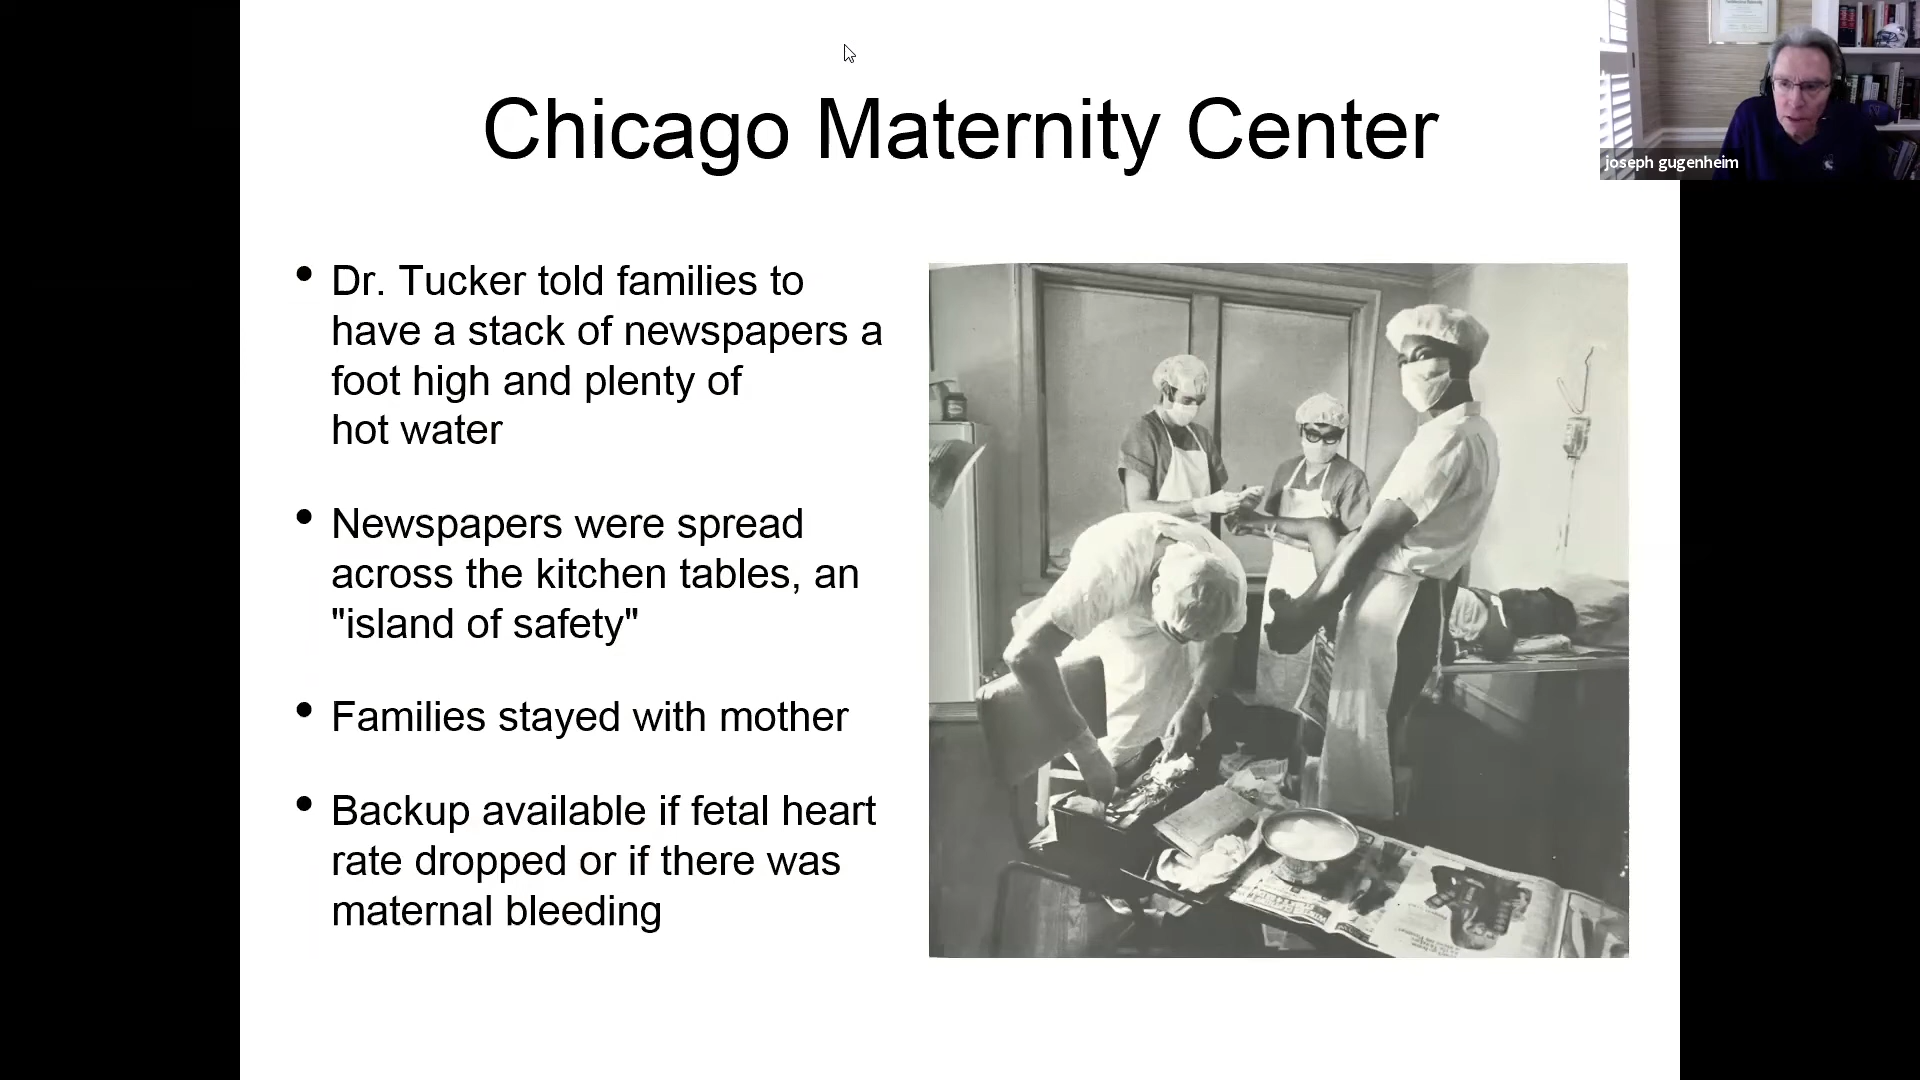 Chicago Maternity Center
joseph gugenheim
• Dr. Tucker told families to
have a stack of newspapers a
foot high and plenty of
hot water
• Newspapers were spread
across the kitchen tables, an
"island of safety"
• Families stayed with mother
• Backup available if fetal heart
rate dropped or if there was
maternal bleeding